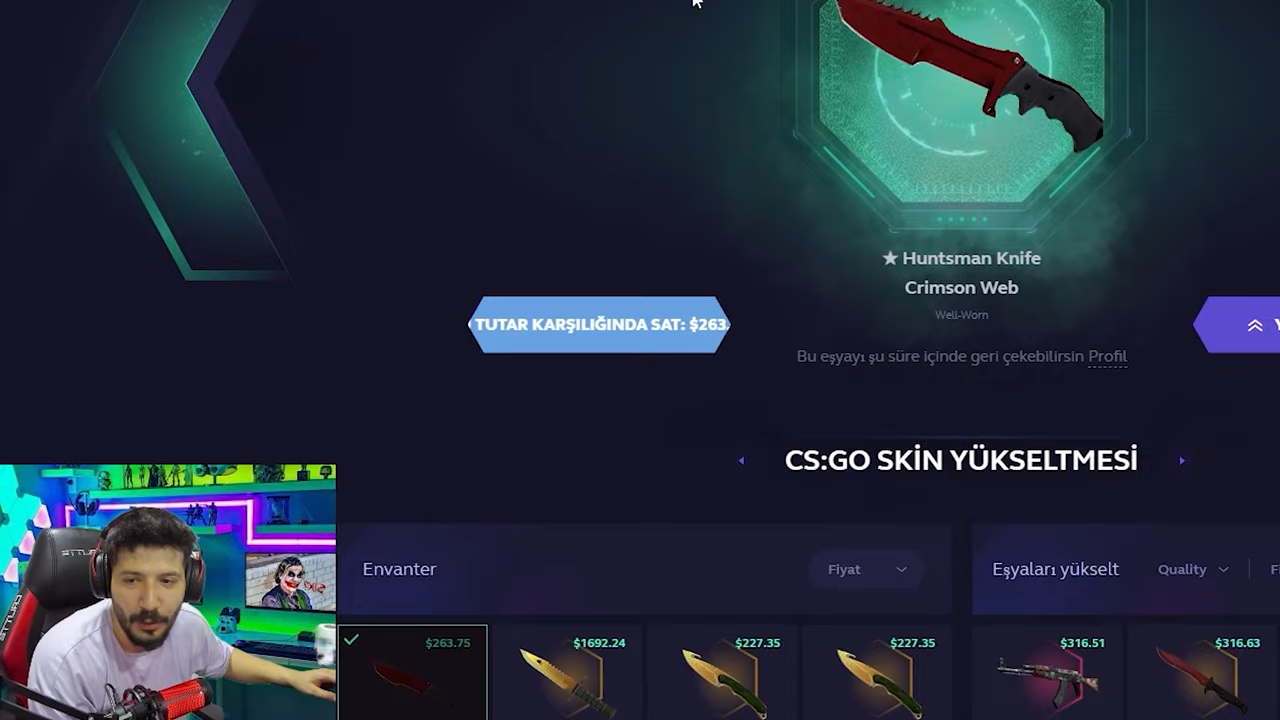 ★ Huntsman Knife
Crimson Web
Well-Worn
TUTAR KARŞILIĞINDA SAT: $263.
Bu eşyayı şu süre içinde geri çekebilirsin Profil
CS:GO SKİN YÜKSELTMESİ
Envanter
Fiyat
Eşyaları yükselt
Quality
$263.75
$1692.24
$227.35
$227.35
$316.51
$316.63